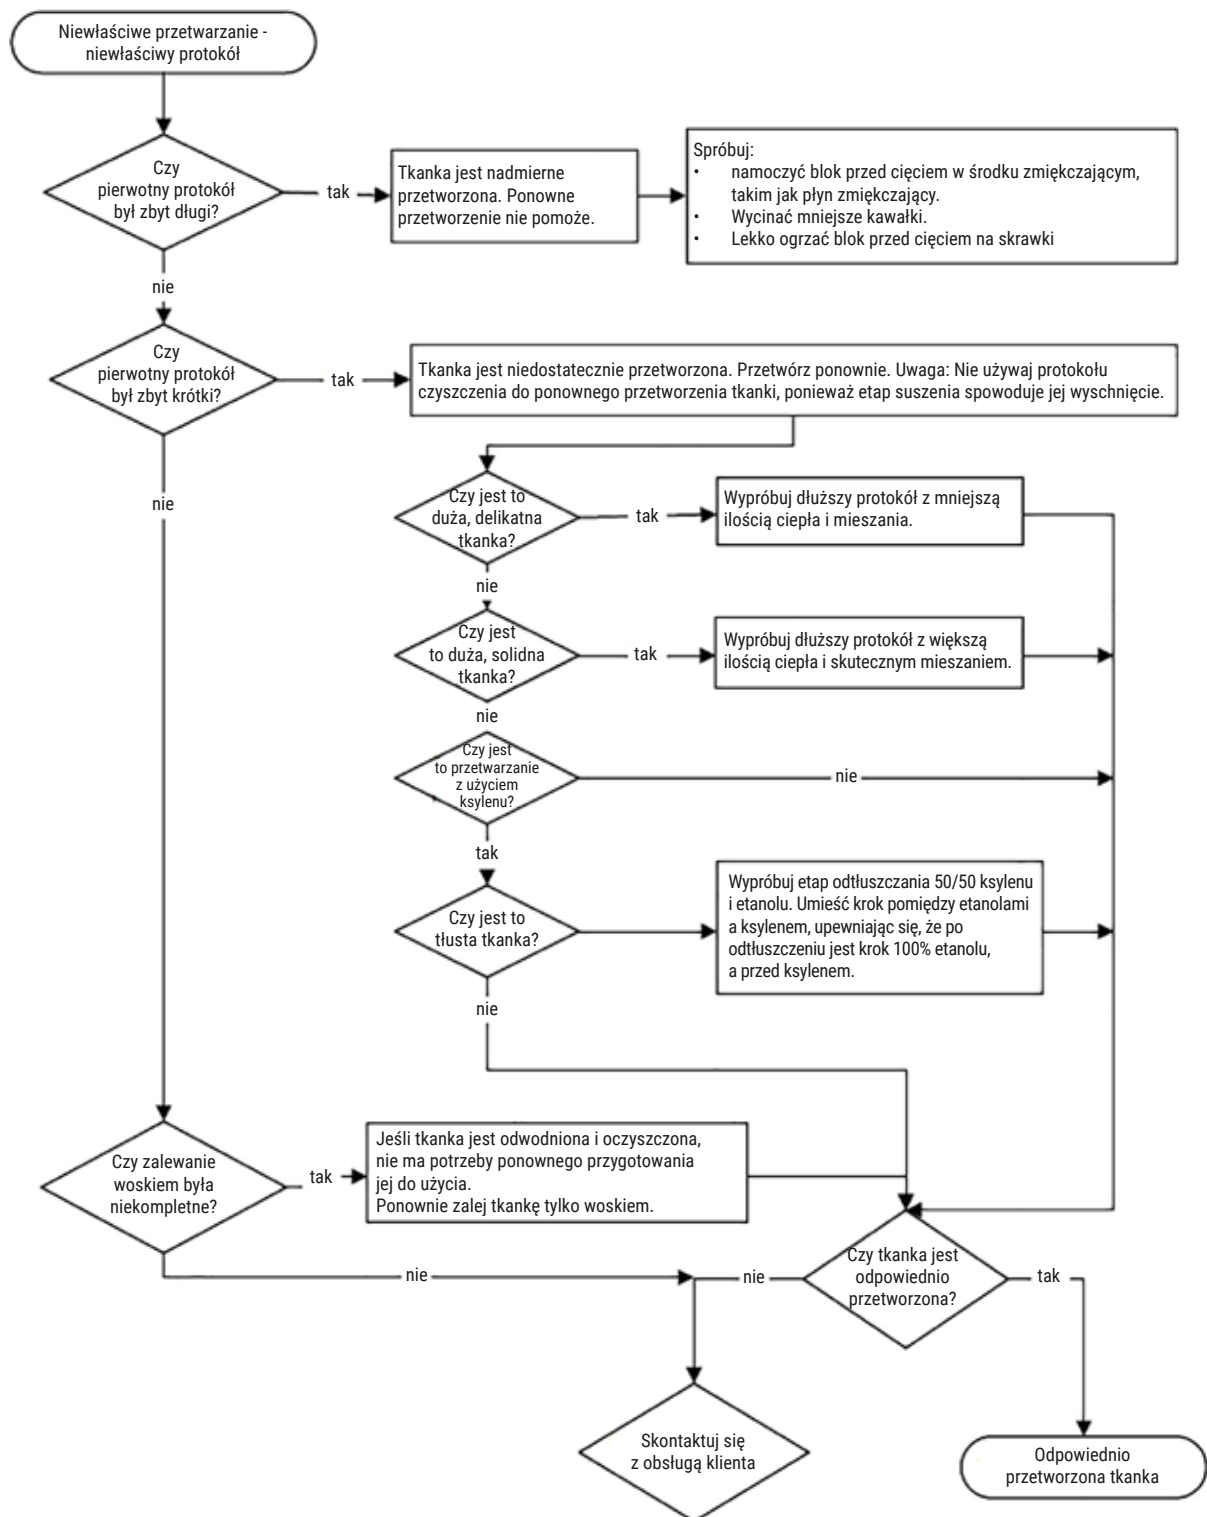 Niewłaściwe przetwarzanie -
niewłaściwy protokół
Czy
pierwotny protokół
był zbyt długi?
tak
Tkanka jest nadmierne
przetworzona. Ponowne
przetworzenie nie pomoże.
Spróbuj:
• namoczyć blok przed cięciem w środku zmiękczającym,
takim jak płyn zmiękczający.
• Wycinać mniejsze kawałki.
• Lekko ogrzać blok przed cięciem na skrawki
nie
Czy
pierwotny protokół
był zbyt krótki?
tak
Tkanka jest niedostatecznie przetworzona. Przetwórz ponownie. Uwaga: Nie używaj protokołu
czyszczenia do ponownego przetworzenia tkanki, ponieważ etap suszenia spowoduje jej wyschnięcie.
nie
Czy jest to
duża, delikatna
tkanka?
tak
Wypróbuj dłuższy protokół z mniejszą
ilością ciepła i mieszania.
nie
Czy jest
to duża, solidna
tkanka?
tak
Wypróbuj dłuższy protokół z większą
ilością ciepła i skutecznym mieszaniem.
nie
Czy jest
to przetwarzanie
z użyciem
ksylenu?
nie
tak
Czy jest to
tłusta tkanka?
Wypróbuj etap odtłuszczania 50/50 ksylenu
i etanolu. Umieść krok pomiędzy etanolami
a ksylenem, upewniając się, że po
odtłuszczeniu jest krok 100% etanolu,
a przed ksylenem.
nie
Czy zalewanie
woskiem była
niekompletne?
tak
Jeśli tkanka jest odwodniona i oczyszczona,
nie ma potrzeby ponownego przygotowania
jej do użycia.
Ponownie zalej tkankę tylko woskiem.
nie
Czy tkanka jest
odpowiednio
przetworzona?
nie
tak
Skontaktuj się
z obsługą klienta
Odpowiednio
przetworzona tkanka